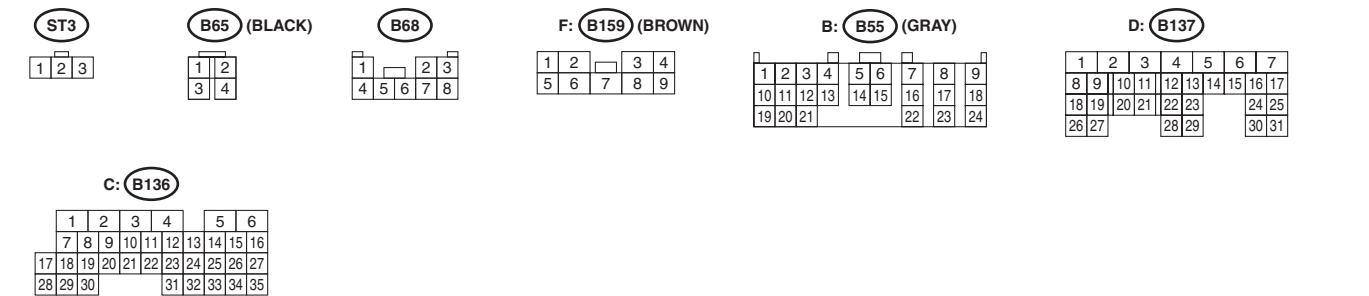 ST3 B65 (BLACK) B68 F: B159 (BROWN) B: B55 (GRAY) D: B137
1 2 3
1 2
3 4
1 2 3
4 5 6 7 8
1 2 3 4
5 6 7 8 9
1 2 3 4 5 6 7 8 9
10 11 12 13 14 15 16 17 18
19 20 21 22 23 24
1 2 3 4 5 6 7
8 9 10 11 12 13 14 15 16 17
18 19 20 21 22 23 24 25
26 27 28 29 30 31
C: B136
1 2 3 4 5 6
7 8 9 10 11 12 13 14 15 16
17 18 19 20 21 22 23 24 25 26 27
28 29 30 31 32 33 34 35